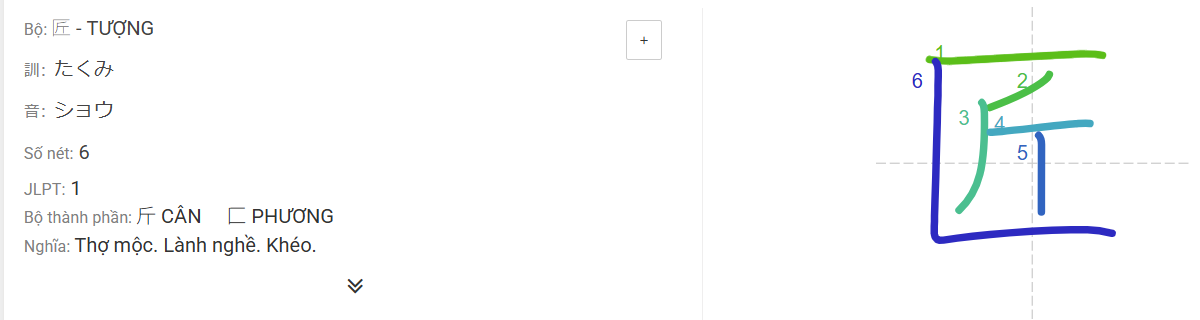 Bộ: 匠 - TƯỢNG
+
訓: たくみ
音: ショウ
Số nét: 6
JLPT: 1
Bộ thành phần: 斤 CÂN 匚 PHƯƠNG
Nghĩa: Thợ mộc. Lành nghề. Khéo.
匠
1
6
2
3
4
5